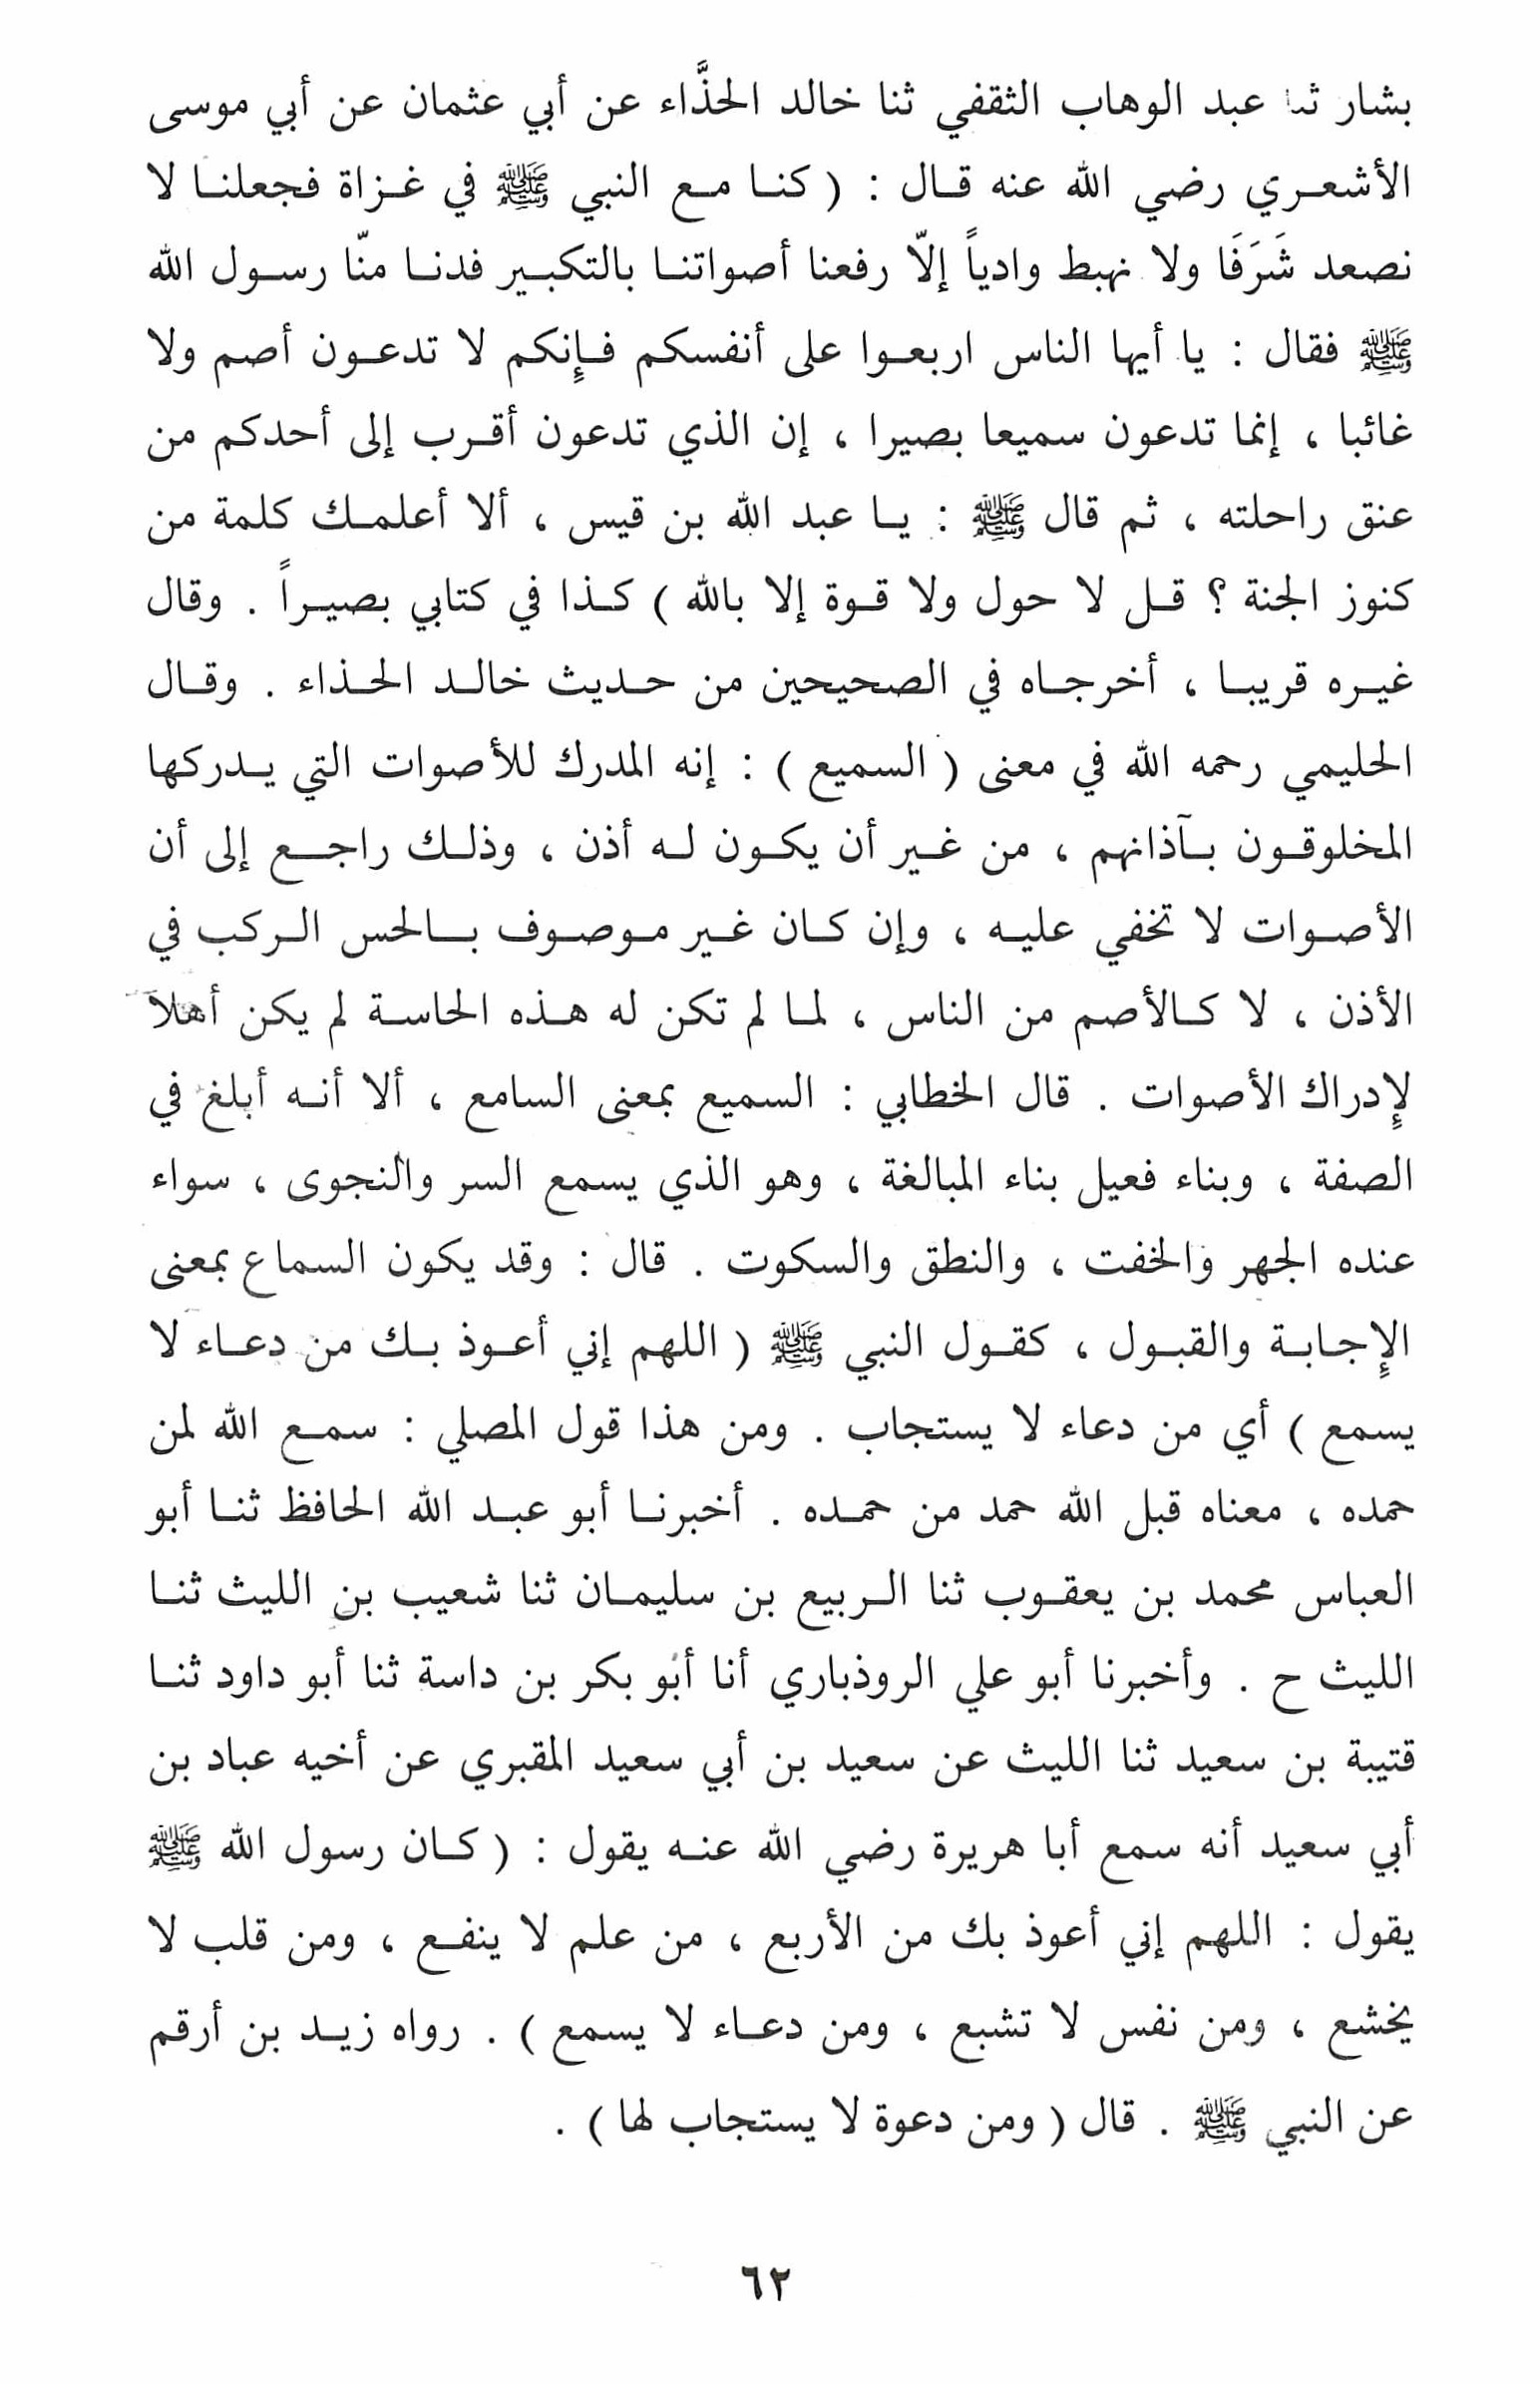 بشار ثنا عبد الوهاب الثقفي ثنا خالد الحذَّاء عن أبي عثمان عن أبي موسى
الأشعري رضي الله عنه قال : ( كنا مع النبي ﷺ في غزاة فجعلنا لا
نصعد شَرَفَا ولا نهبط وادياً إلاّ رفعنا أصواتنا بالتكبير فدنا منّا رسول الله
ﷺ فقال : يا أيها الناس اربعوا على أنفسكم فإنكم لا تدعون أصم ولا
غائبا ، إنما تدعون سميعا بصيرا ، إن الذي تدعون أقرب إلى أحدكم من
عنق راحلته ، ثم قال ﷺ : يا عبد الله بن قيس ، ألا أعلمك كلمة من
كنوز الجنة ؟ قل لا حول ولا قوة إلا بالله ) كذا في كتابي بصيراً . وقال
غيره قريبا ، أخرجاه في الصحيحين من حديث خالد الحذاء . وقال
الحليمي رحمه الله في معنى ( السميع ) : إنه المدرك للأصوات التي يدركها
المخلوقون بآذانهم ، من غير أن يكون له أذن ، وذلك راجع إلى أن
الأصوات لا تخفي عليه ، وإن كان غير موصوف بالحس الركب في
الأذن ، لا كالأصم من الناس ، لما لم تكن له هذه الحاسة لم يكن أهلا
لإدراك الأصوات . قال الخطابي : السميع بمعنى السامع ، ألا أنه أبلغ في
الصفة ، وبناء فعيل بناء المبالغة ، وهو الذي يسمع السر والنجوى ، سواء
عنده الجهر والخفت ، والنطق والسكوت . قال : وقد يكون السماع بمعنى
الإجابة والقبول ، كقول النبي ﷺ ( اللهم إني أعوذ بك من دعاء لا
يسمع ) أي من دعاء لا يستجاب . ومن هذا قول المصلي : سمع الله لمن
حمده ، معناه قبل الله حمد من حمده . أخبرنا أبو عبد الله الحافظ ثنا أبو
العباس محمد بن يعقوب ثنا الربيع بن سليمان ثنا شعيب بن الليث ثنا
الليث ح . وأخبرنا أبو علي الروذباري أنا أبو بكر بن داسة ثنا أبو داود ثنا
قتيبة بن سعيد ثنا الليث عن سعيد بن أبي سعيد المقبري عن أخيه عباد بن
أبي سعيد أنه سمع أبا هريرة رضي الله عنه يقول : ( كان رسول الله ﷺ
يقول : اللهم إني أعوذ بك من الأربع ، من علم لا ينفع ، ومن قلب لا
يخشع ، ومن نفس لا تشبع ، ومن دعاء لا يسمع ) . رواه زيد بن أرقم
عن النبي ﷺ . قال ( ومن دعوة لا يستجاب لها ) .
٦٢